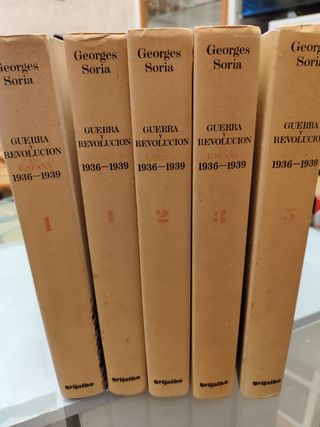 Georges
Soria
GUERRA
Y
REVOLUCION
ESPAÑA
1936-1939
1
grijalbo
Georges
Soria
GUERRA
Y
REVOLUCION
1936-1939
1
grijalbo
Georges
Soria
GUERRA
Y
REVOLUCION
ESPAÑA
1936-1939
2
grijalbo
Georges
Soria
GUERRA
Y
REVOLUCION
1936-1939
3
grijalbo
Georges
Soria
GUERRA
Y
REVOLUCION
1936-1939
5
grijalbo